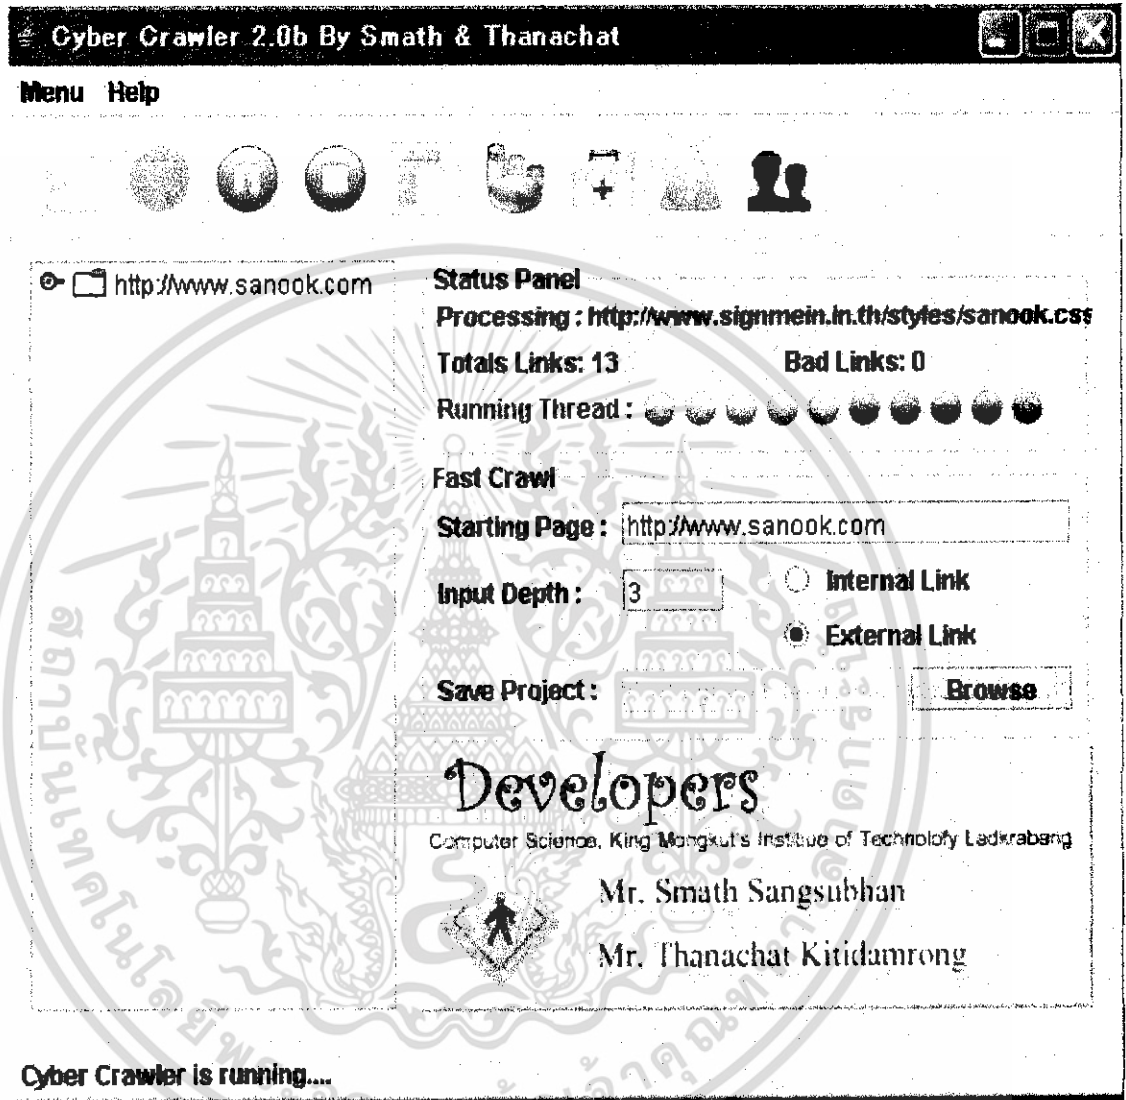 Cyber Crawler 2.0b By Smath & Thanachat
Menu Help
http://www.sanook.com
Status Panel
Processing : http://www.signmein.in.th/styles/sanook.css
Totals Links: 13 Bad Links: 0
Running Thread :
Fast Crawl
Starting Page : http://www.sanook.com
Input Depth : 3 Internal Link
External Link
Save Project : Browse
Developers
Computer Science, King Mongkut's Institue of Technolofy Ladkrabang
Mr. Smath Sangsubhan
Mr. Thanachat Kitidamrong
Cyber Crawler is running....